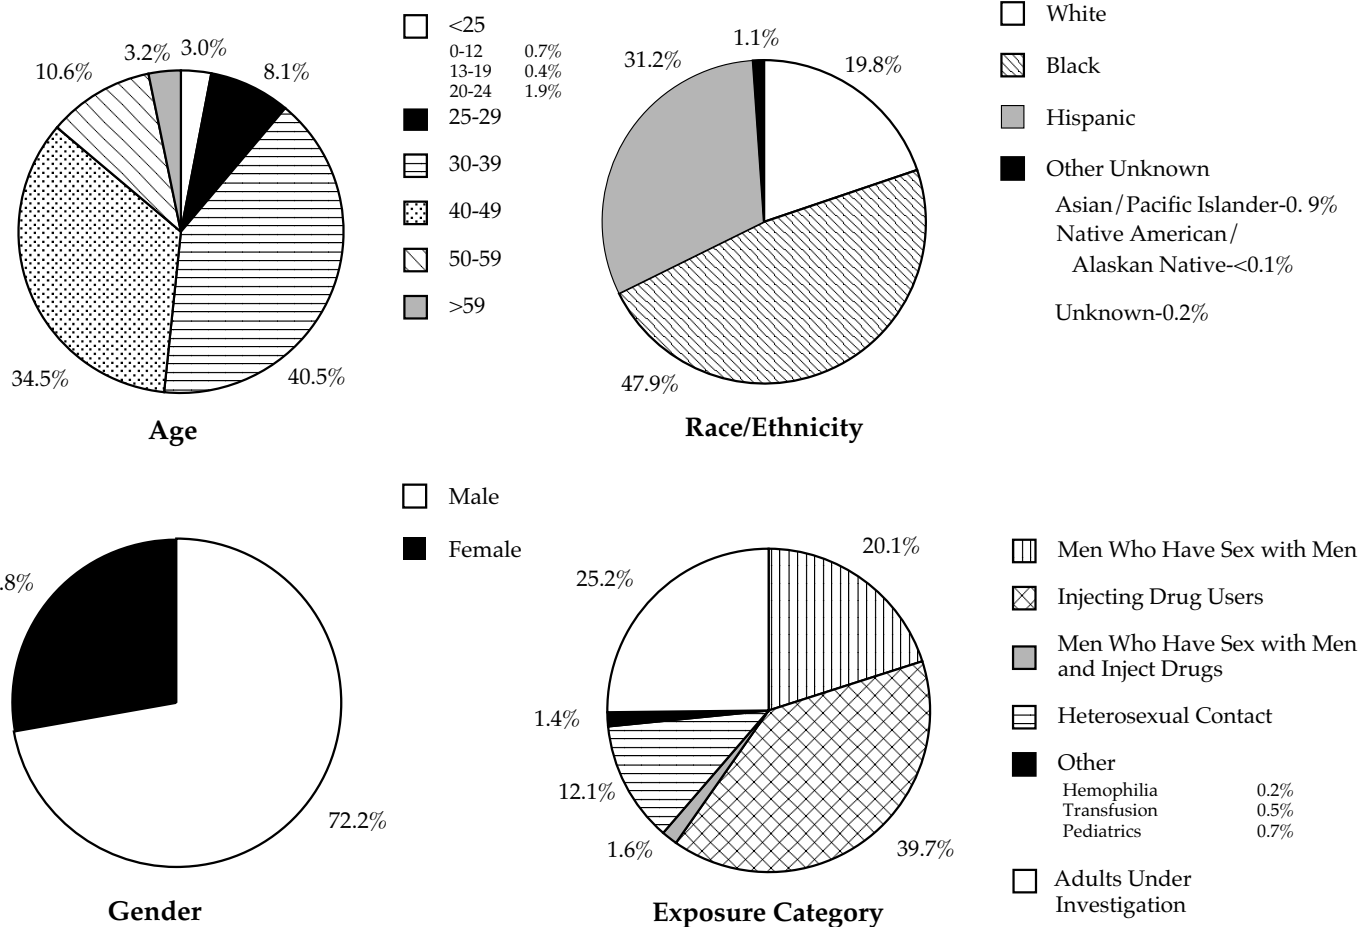 3.2%
3.0%
10.6%
8.1%
34.5%
40.5%
Age
<25
0-12 0.7%
13-19 0.4%
20-24 1.9%
25-29
30-39
40-49
50-59
>59
1.1%
31.2%
19.8%
47.9%
Race/Ethnicity
White
Black
Hispanic
Other Unknown
Asian/Pacific Islander-0. 9%
Native American/
Alaskan Native-<0.1%
Unknown-0.2%
.8%
72.2%
Gender
Male
Female
20.1%
25.2%
1.4%
12.1%
1.6%
39.7%
Exposure Category
Men Who Have Sex with Men
Injecting Drug Users
Men Who Have Sex with Men
and Inject Drugs
Heterosexual Contact
Other
Hemophilia 0.2%
Transfusion 0.5%
Pediatrics 0.7%
Adults Under
Investigation